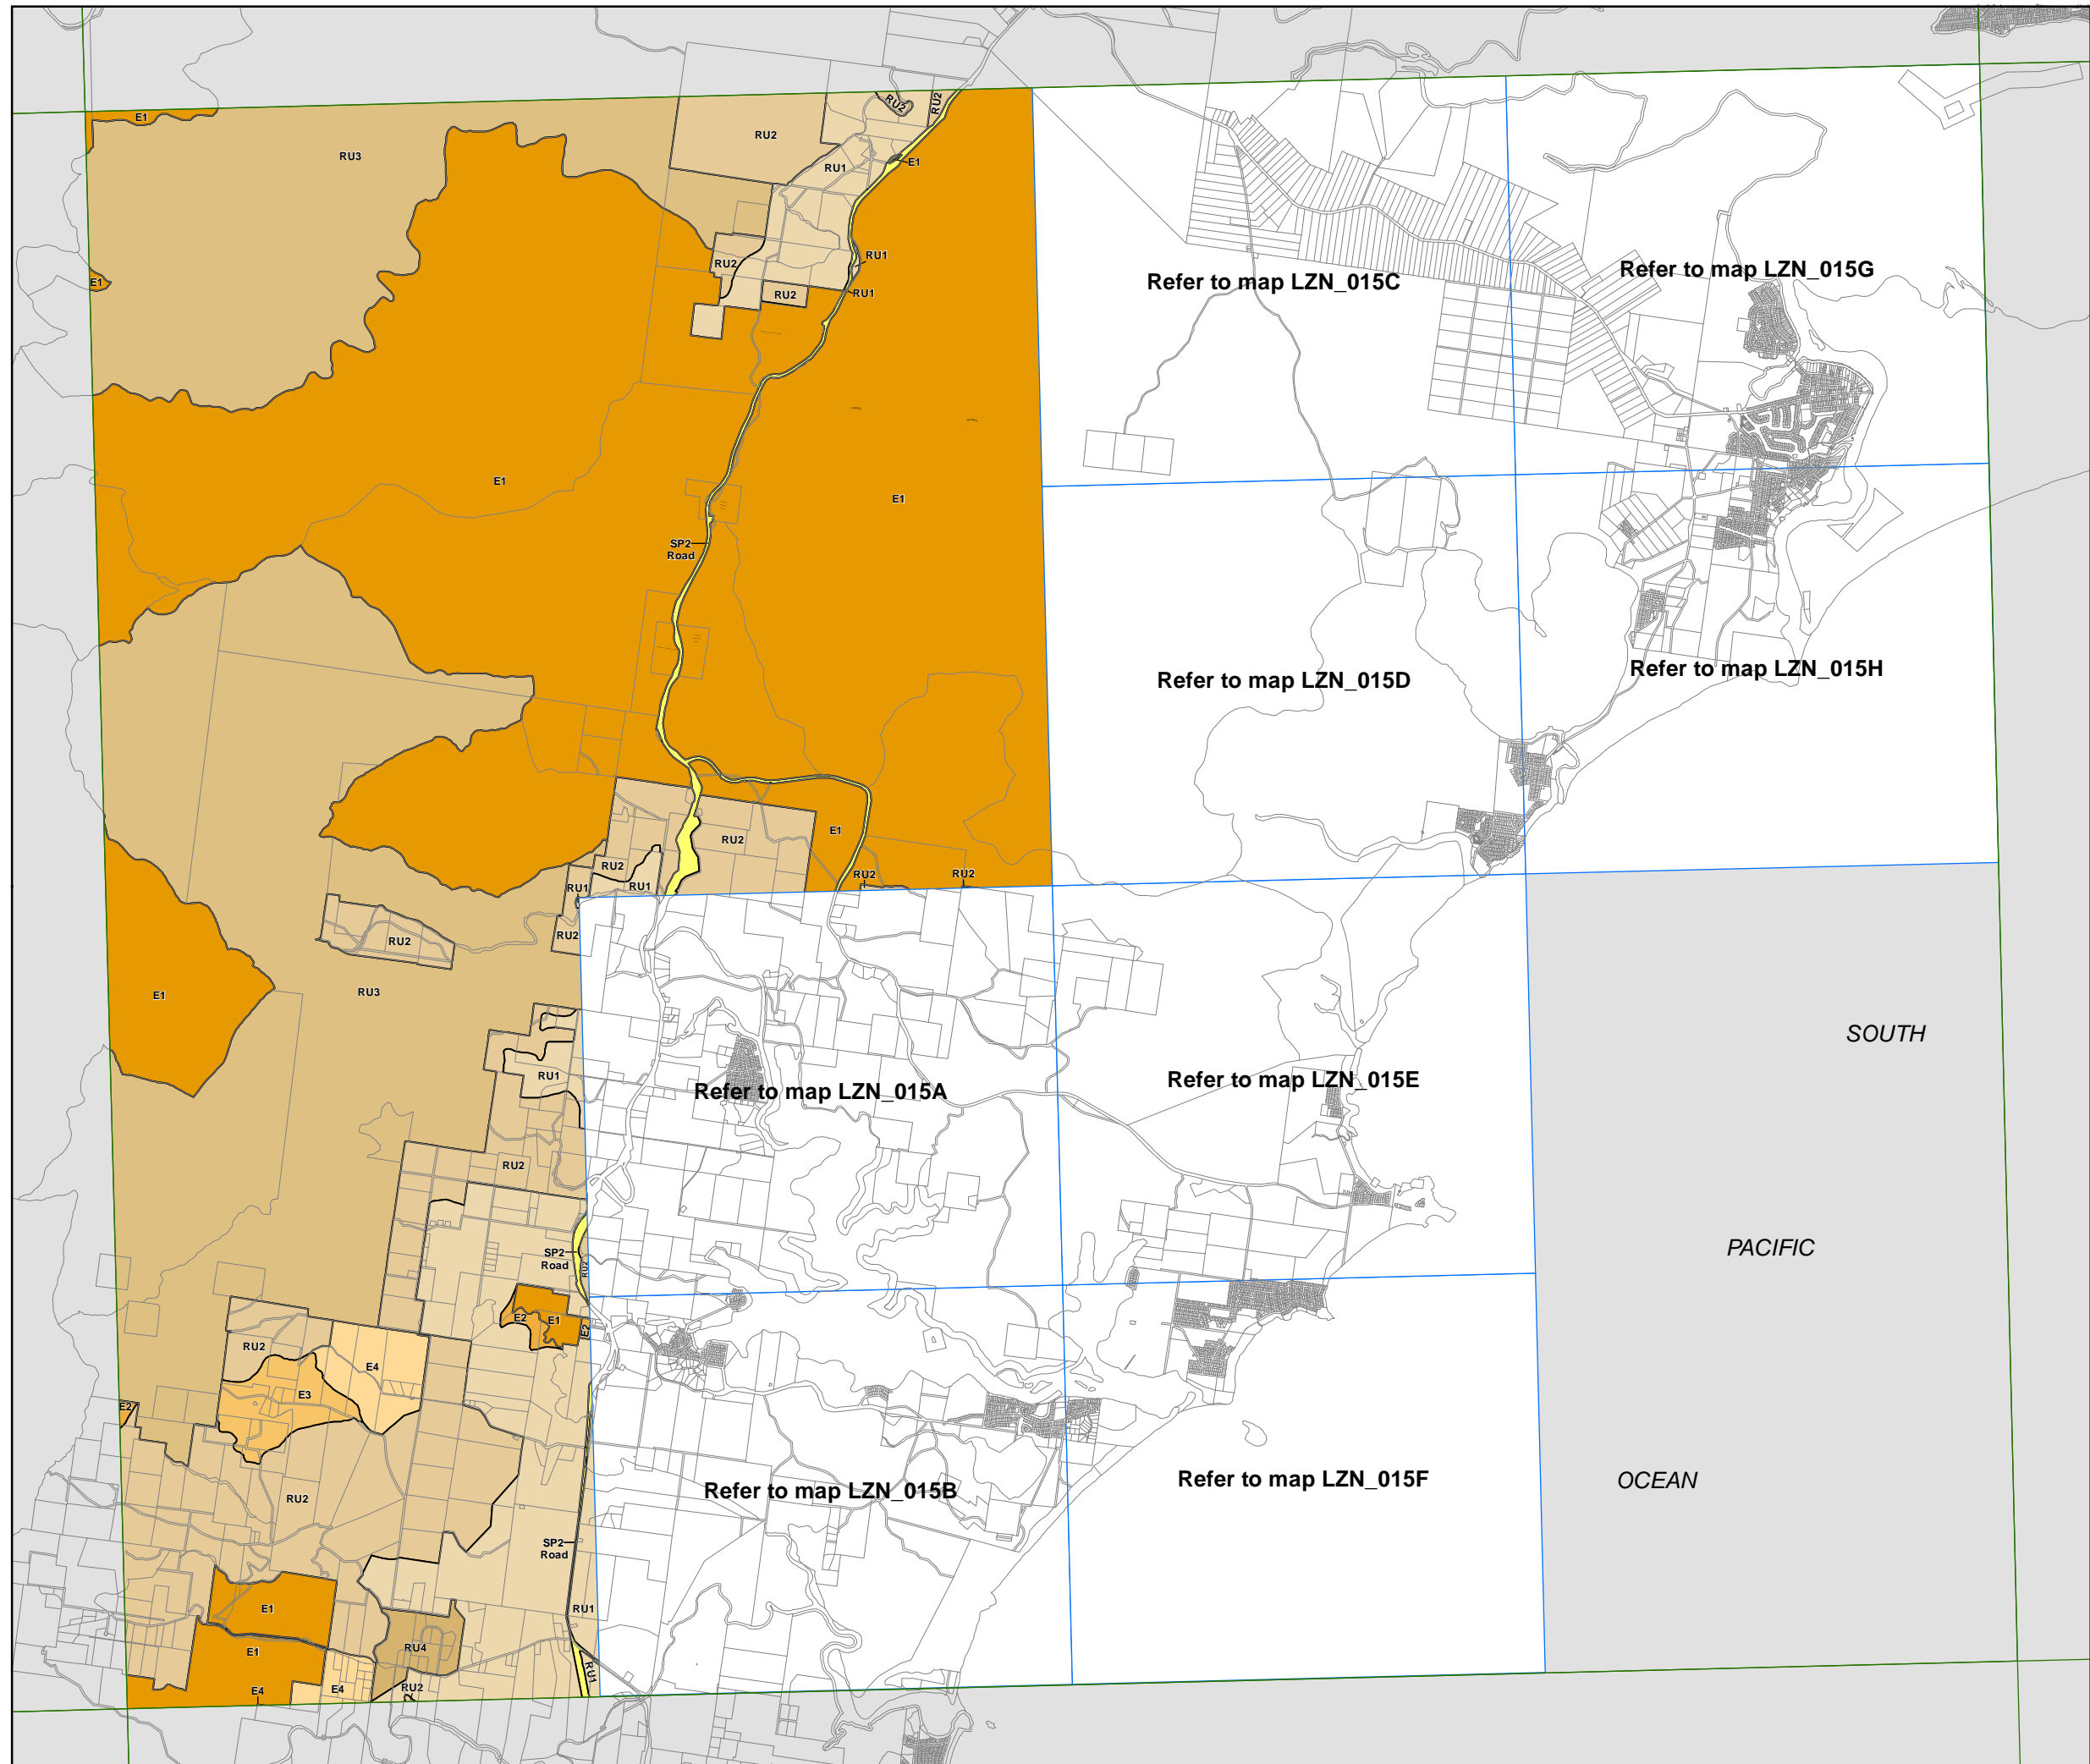 RU2
RU2
E1
RU3
RU2
RU1
E1
RU1
RU2
Refer to map LZN_015G
E1
Refer to map LZN_015C
RU2
RU1
E1
E1
SP2
Road
Refer to map LZN_015H
Refer to map LZN_015D
E1
RU2
RU2
RU2
RU2
RU1
RU1
RU2
RU2
E1
RU3
SOUTH
RU1
Refer to map LZN_015E
Refer to map LZN_015A
RU2
PACIFIC
SP2
Road
RU2
E2
E1
E2
RU2
E4
E3
E2
Refer to map LZN_015F
OCEAN
Refer to map LZN_015B
RU2
SP2
Road
E1
RU1
RU4
E1
RU1
RU2
E4
E4